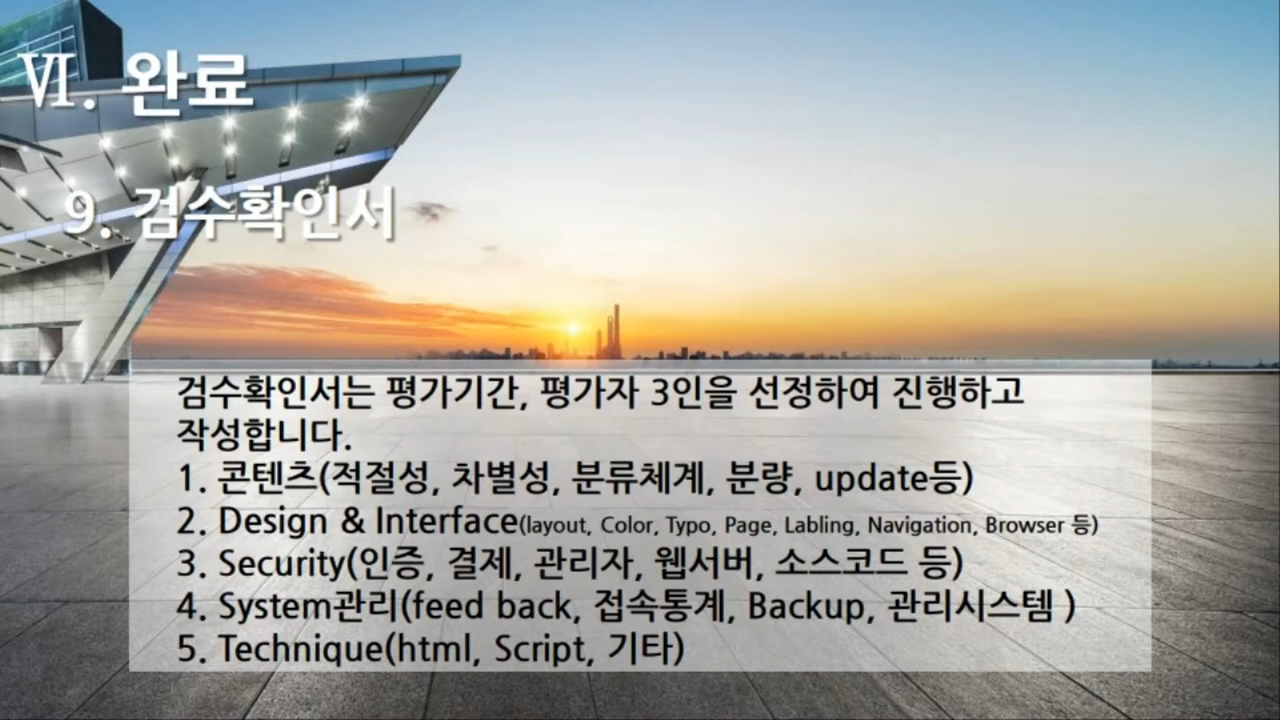 Ⅵ. 완료
9. 검수확인서
검수확인서는 평가기간, 평가자 3인을 선정하여 진행하고
작성합니다.
1. 콘텐츠(적절성, 차별성, 분류체계, 분량, update등)
2. Design & Interface(layout, Color, Typo, Page, Labling, Navigation, Browser 등)
3. Security(인증, 결제, 관리자, 웹서버, 소스코드 등)
4. System관리(feed back, 접속통계, Backup, 관리시스템 )
5. Technique(html, Script, 기타)